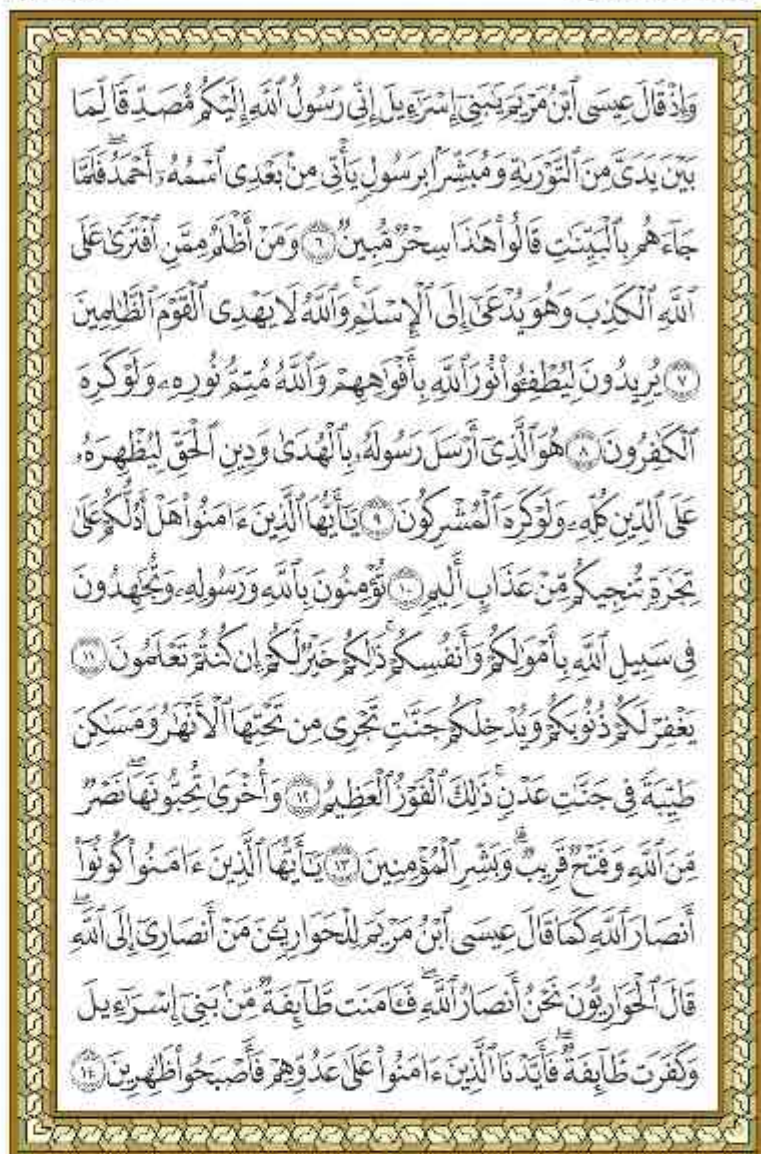 وَإِذْ قَالَ عِيسَى ٱبْنُ مَرْيَمَ يَٰبَنِىٓ إِسْرَٰٓءِيلَ إِنِّى رَسُولُ ٱللَّهِ إِلَيْكُم مُّصَدِّقًا لِّمَا
بَيْنَ يَدَىَّ مِنَ ٱلتَّوْرَىٰةِ وَمُبَشِّرًۢا بِرَسُولٍ يَأْتِى مِنۢ بَعْدِى ٱسْمُهُۥٓ أَحْمَدُ ۖ فَلَمَّا
جَآءَهُم بِٱلْبَيِّنَٰتِ قَالُوا۟ هَٰذَا سِحْرٌ مُّبِينٌ ٦ وَمَنْ أَظْلَمُ مِمَّنِ ٱفْتَرَىٰ عَلَى
ٱللَّهِ ٱلْكَذِبَ وَهُوَ يُدْعَىٰٓ إِلَى ٱلْإِسْلَٰمِ ۚ وَٱللَّهُ لَا يَهْدِى ٱلْقَوْمَ ٱلظَّٰلِمِينَ
٧ يُرِيدُونَ لِيُطْفِـُٔوا۟ نُورَ ٱللَّهِ بِأَفْوَٰهِهِمْ وَٱللَّهُ مُتِمُّ نُورِهِۦ وَلَوْ كَرِهَ
ٱلْكَٰفِرُونَ ٨ هُوَ ٱلَّذِىٓ أَرْسَلَ رَسُولَهُۥ بِٱلْهُدَىٰ وَدِينِ ٱلْحَقِّ لِيُظْهِرَهُۥ
عَلَى ٱلدِّينِ كُلِّهِۦ وَلَوْ كَرِهَ ٱلْمُشْرِكُونَ ٩ يَٰٓأَيُّهَا ٱلَّذِينَ ءَامَنُوا۟ هَلْ أَدُلُّكُمْ عَلَىٰ
تِجَٰرَةٍ تُنجِيكُم مِّنْ عَذَابٍ أَلِيمٍ ١٠ تُؤْمِنُونَ بِٱللَّهِ وَرَسُولِهِۦ وَتُجَٰهِدُونَ
فِى سَبِيلِ ٱللَّهِ بِأَمْوَٰلِكُمْ وَأَنفُسِكُمْ ۚ ذَٰلِكُمْ خَيْرٌ لَّكُمْ إِن كُنتُمْ تَعْلَمُونَ ١١
يَغْفِرْ لَكُمْ ذُنُوبَكُمْ وَيُدْخِلْكُمْ جَنَّٰتٍ تَجْرِى مِن تَحْتِهَا ٱلْأَنْهَٰرُ وَمَسَٰكِنَ
طَيِّبَةً فِى جَنَّٰتِ عَدْنٍ ۚ ذَٰلِكَ ٱلْفَوْزُ ٱلْعَظِيمُ ١٢ وَأُخْرَىٰ تُحِبُّونَهَا ۖ نَصْرٌ
مِّنَ ٱللَّهِ وَفَتْحٌ قَرِيبٌ ۗ وَبَشِّرِ ٱلْمُؤْمِنِينَ ١٣ يَٰٓأَيُّهَا ٱلَّذِينَ ءَامَنُوا۟ كُونُوٓا۟
أَنصَارَ ٱللَّهِ كَمَا قَالَ عِيسَى ٱبْنُ مَرْيَمَ لِلْحَوَارِيِّـۧنَ مَنْ أَنصَارِىٓ إِلَى ٱللَّهِ ۖ
قَالَ ٱلْحَوَارِيُّونَ نَحْنُ أَنصَارُ ٱللَّهِ ۖ فَـَٔامَنَت طَّآئِفَةٌ مِّنۢ بَنِىٓ إِسْرَٰٓءِيلَ
وَكَفَرَت طَّآئِفَةٌ ۖ فَأَيَّدْنَا ٱلَّذِينَ ءَامَنُوا۟ عَلَىٰ عَدُوِّهِمْ فَأَصْبَحُوا۟ ظَٰهِرِينَ ١٤